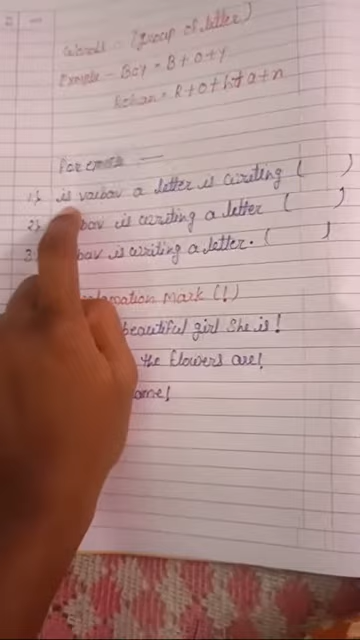 Words = (group of letter)
Example - Boy = B + o + y
Rohan = R + o + h + a + n
For example —
1) is vaibav a letter is writing ( )
2) bav is writing a letter ( )
3) bav is writing a letter. ( )
mation Mark (!)
beautiful girl She is!
the flowers are!
ome!